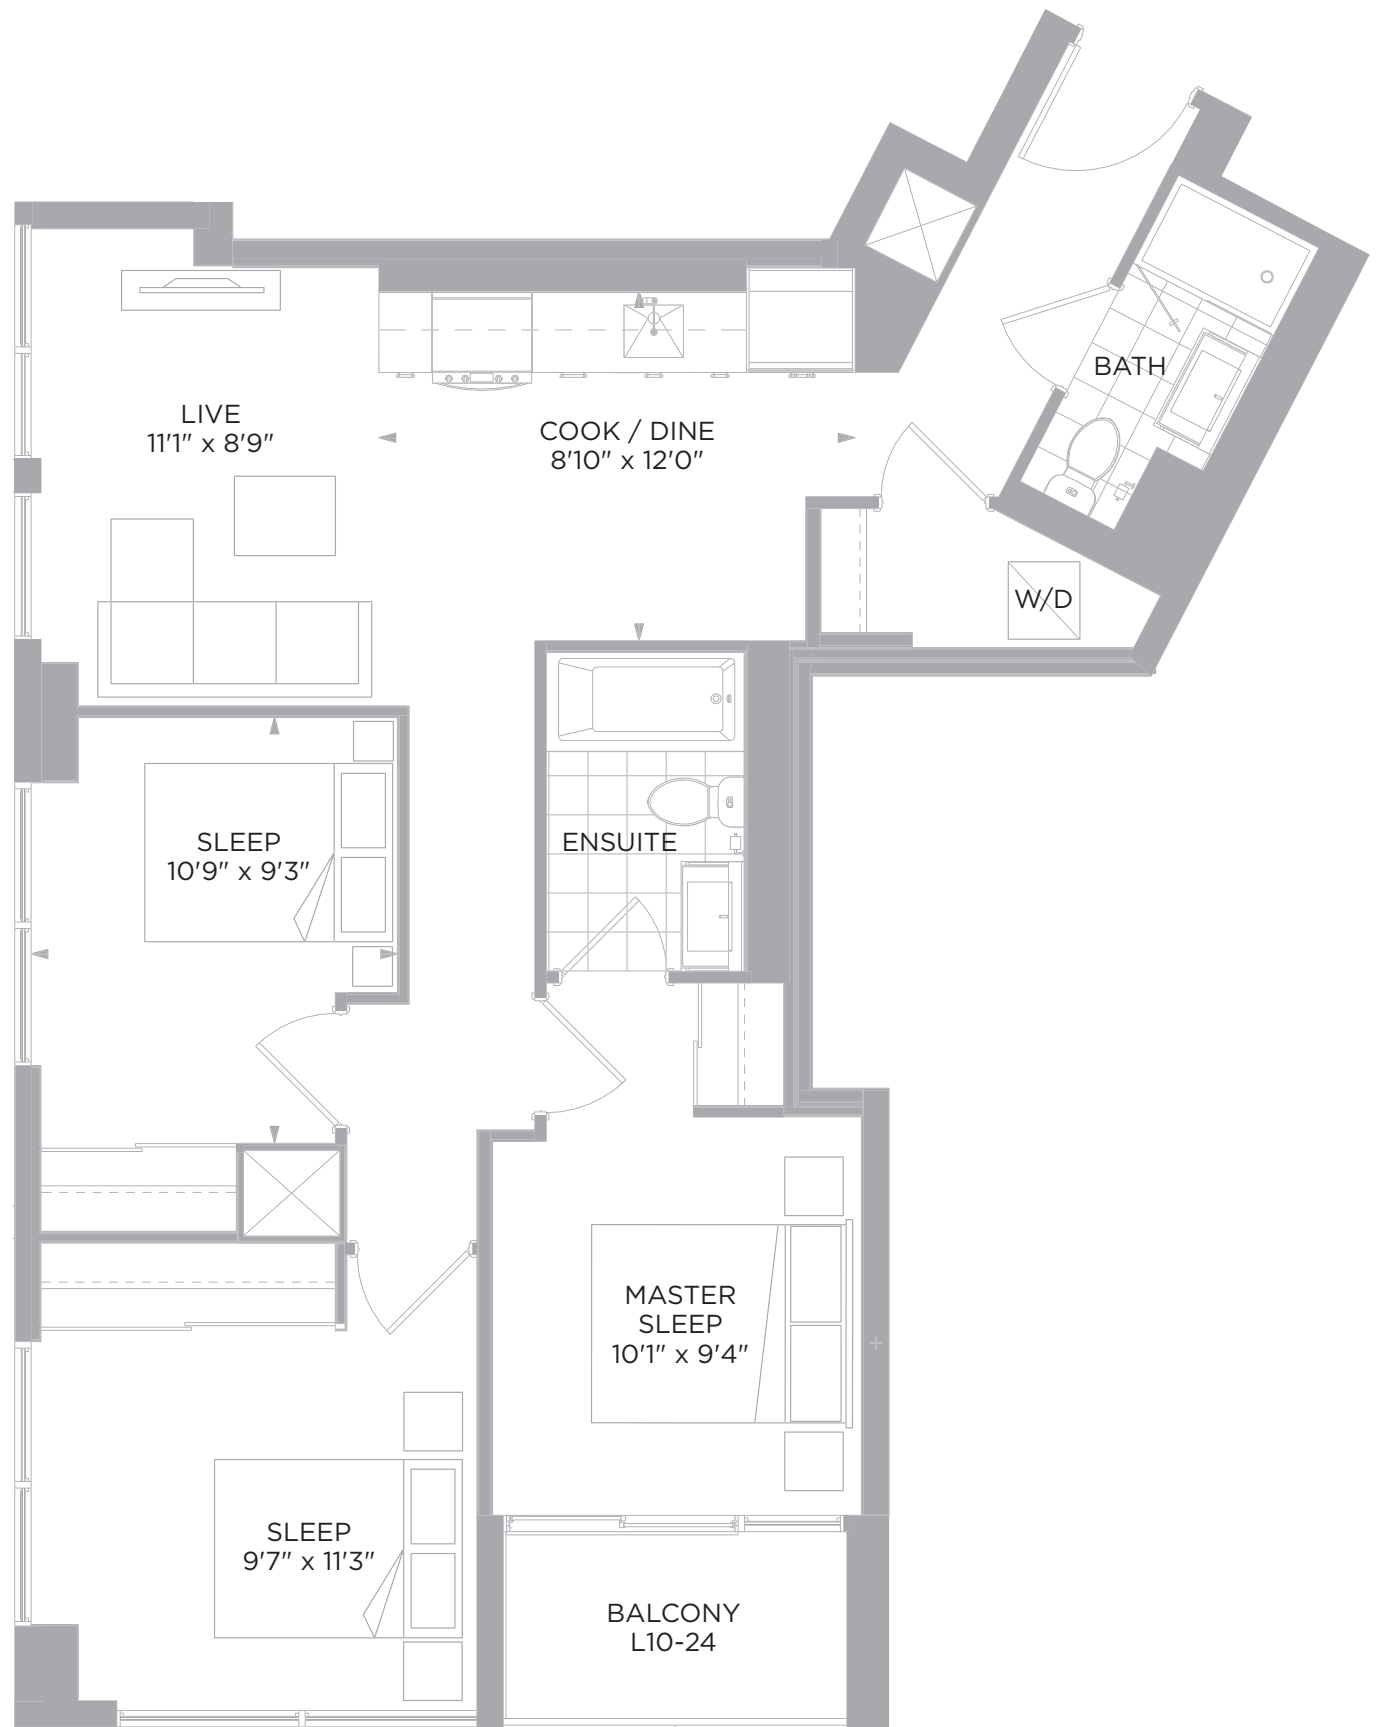 BATH
LIVE
11'1" x 8'9"
COOK / DINE
8'10" x 12'0"
W/D
SLEEP
10'9" x 9'3"
ENSUITE
MASTER
SLEEP
10'1" x 9'4"
SLEEP
9'7" x 11'3"
BALCONY
L10-24